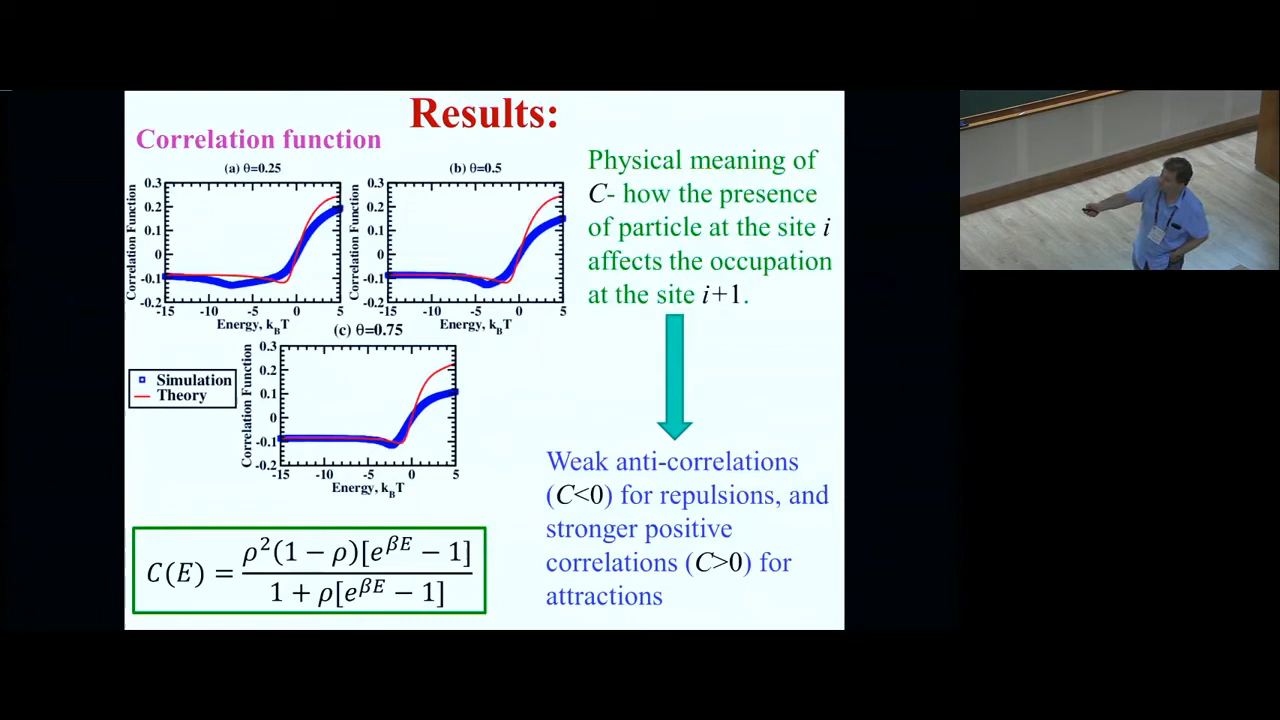 Results:
Correlation function
(a) θ=0.25
0.3
0.2
0.1
0
-0.1
-0.2
Correlation Function
-15
-10
-5
0
5
Energy, k_BT
(b) θ=0.5
0.3
0.2
0.1
0
-0.1
-0.2
Correlation Function
-15
-10
-5
0
5
Energy, k_BT
(c) θ=0.75
0.3
0.2
0.1
0
-0.1
-0.2
Correlation Function
-15
-10
-5
0
5
Energy, k_BT
Simulation
Theory
C(E) = ρ²(1 − ρ)[e^{βE} − 1] / 1 + ρ[e^{βE} − 1]
Physical meaning of
C- how the presence
of particle at the site i
affects the occupation
at the site i+1.
Weak anti-correlations
(C<0) for repulsions, and
stronger positive
correlations (C>0) for
attractions